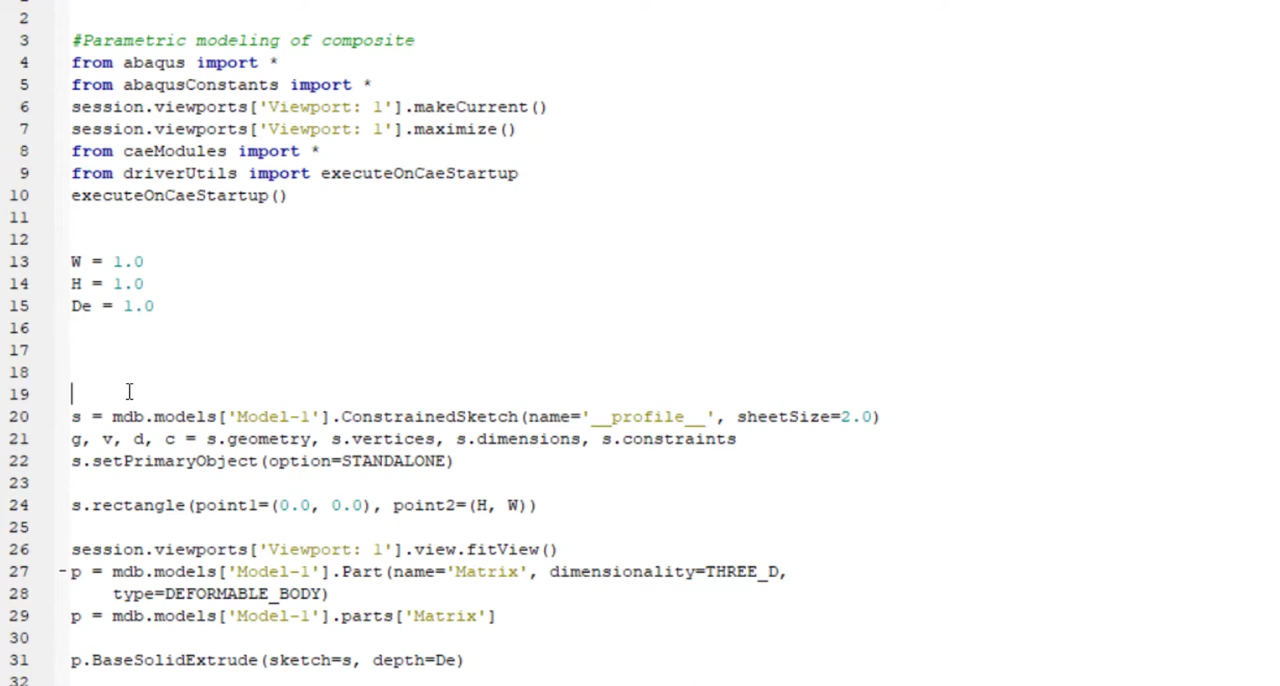 2
3 #Parametric modeling of composite
4 from abaqus import *
5 from abaqusConstants import *
6 session.viewports['Viewport: 1'].makeCurrent()
7 session.viewports['Viewport: 1'].maximize()
8 from caeModules import *
9 from driverUtils import executeOnCaeStartup
10 executeOnCaeStartup()
11
12
13 W = 1.0
14 H = 1.0
15 De = 1.0
16
17
18
19
20 s = mdb.models['Model-1'].ConstrainedSketch(name='__profile__', sheetSize=2.0)
21 g, v, d, c = s.geometry, s.vertices, s.dimensions, s.constraints
22 s.setPrimaryObject(option=STANDALONE)
23
24 s.rectangle(point1=(0.0, 0.0), point2=(H, W))
25
26 session.viewports['Viewport: 1'].view.fitView()
27 -p = mdb.models['Model-1'].Part(name='Matrix', dimensionality=THREE_D,
28 type=DEFORMABLE_BODY)
29 p = mdb.models['Model-1'].parts['Matrix']
30
31 p.BaseSolidExtrude(sketch=s, depth=De)
32